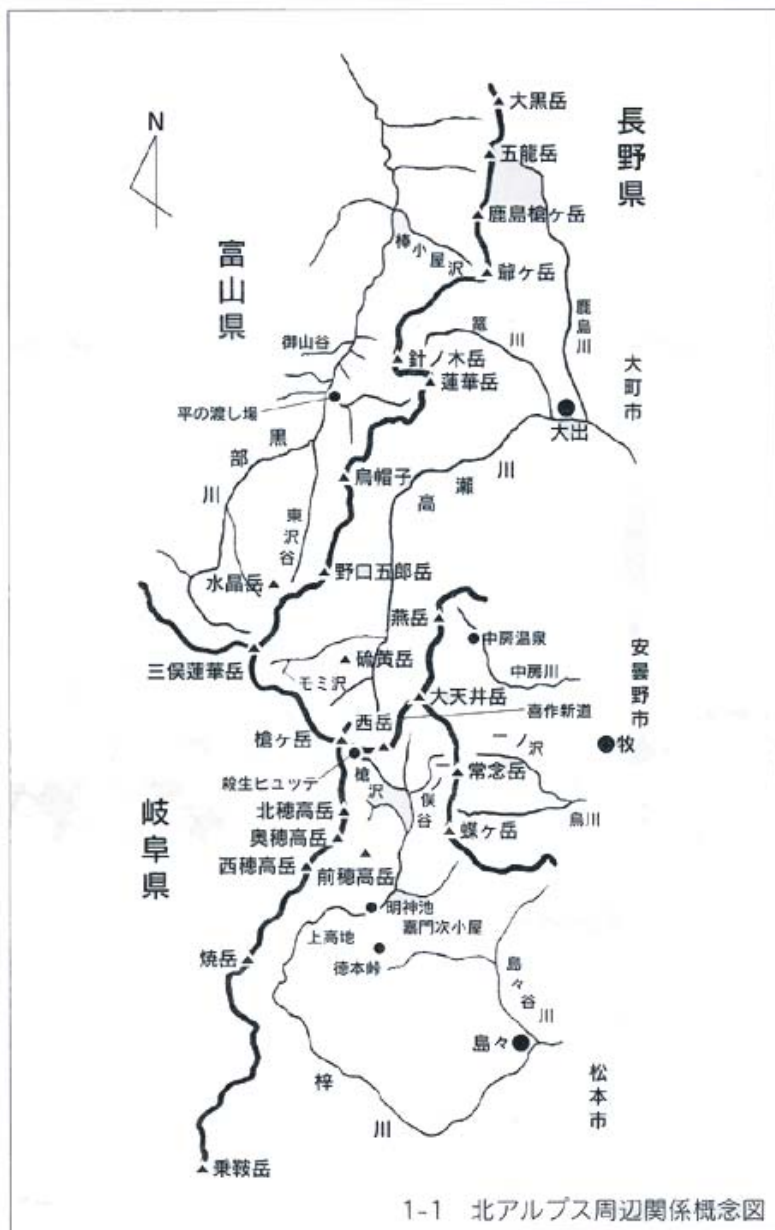 N
大黒岳
長野県
五龍岳
鹿島槍ヶ岳
棒小屋沢
爺ヶ岳
富山県
鹿島川
御山谷
篭川
針ノ木岳
蓮華岳
大町市
平の渡し場
大出
黒部川
烏帽子
高瀬川
東沢谷
水晶岳
野口五郎岳
燕岳
中房温泉
中房川
安曇野市
三俣蓮華岳
硫黄岳
モミ沢
大天井岳
喜作新道
西岳
槍ヶ岳
一ノ沢
牧
殺生ヒュッテ
槍沢
一ノ俣谷
常念岳
烏川
北穂高岳
岐阜県
奥穂高岳
蝶ヶ岳
西穂高岳
前穂高岳
明神池
嘉門次小屋
上高地
徳本峠
焼岳
島々谷川
島々
梓川
松本市
乗鞍岳
1-1 北アルプス周辺関係概念図